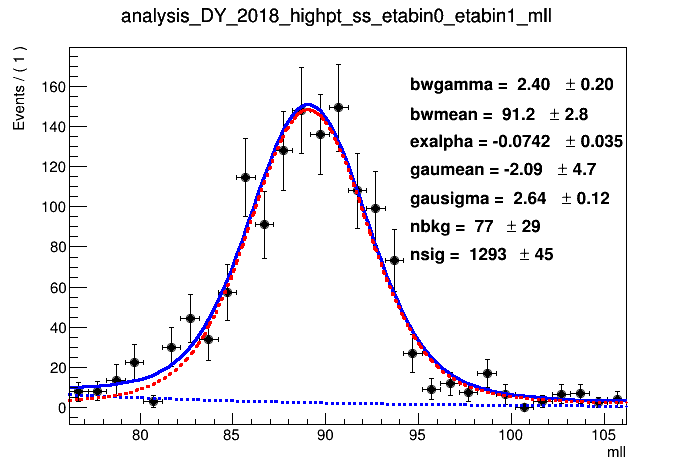 analysis_DY_2018_highpt_ss_etabin0_etabin1_mll
Events / ( 1 )
160
140
120
100
80
60
40
20
0
bwgamma = 2.40 ± 0.20
bwmean = 91.2 ± 2.8
exalpha = -0.0742 ± 0.035
gaumean = -2.09 ± 4.7
gausigma = 2.64 ± 0.12
nbkg = 77 ± 29
nsig = 1293 ± 45
80 85 90 95 100 105
mll